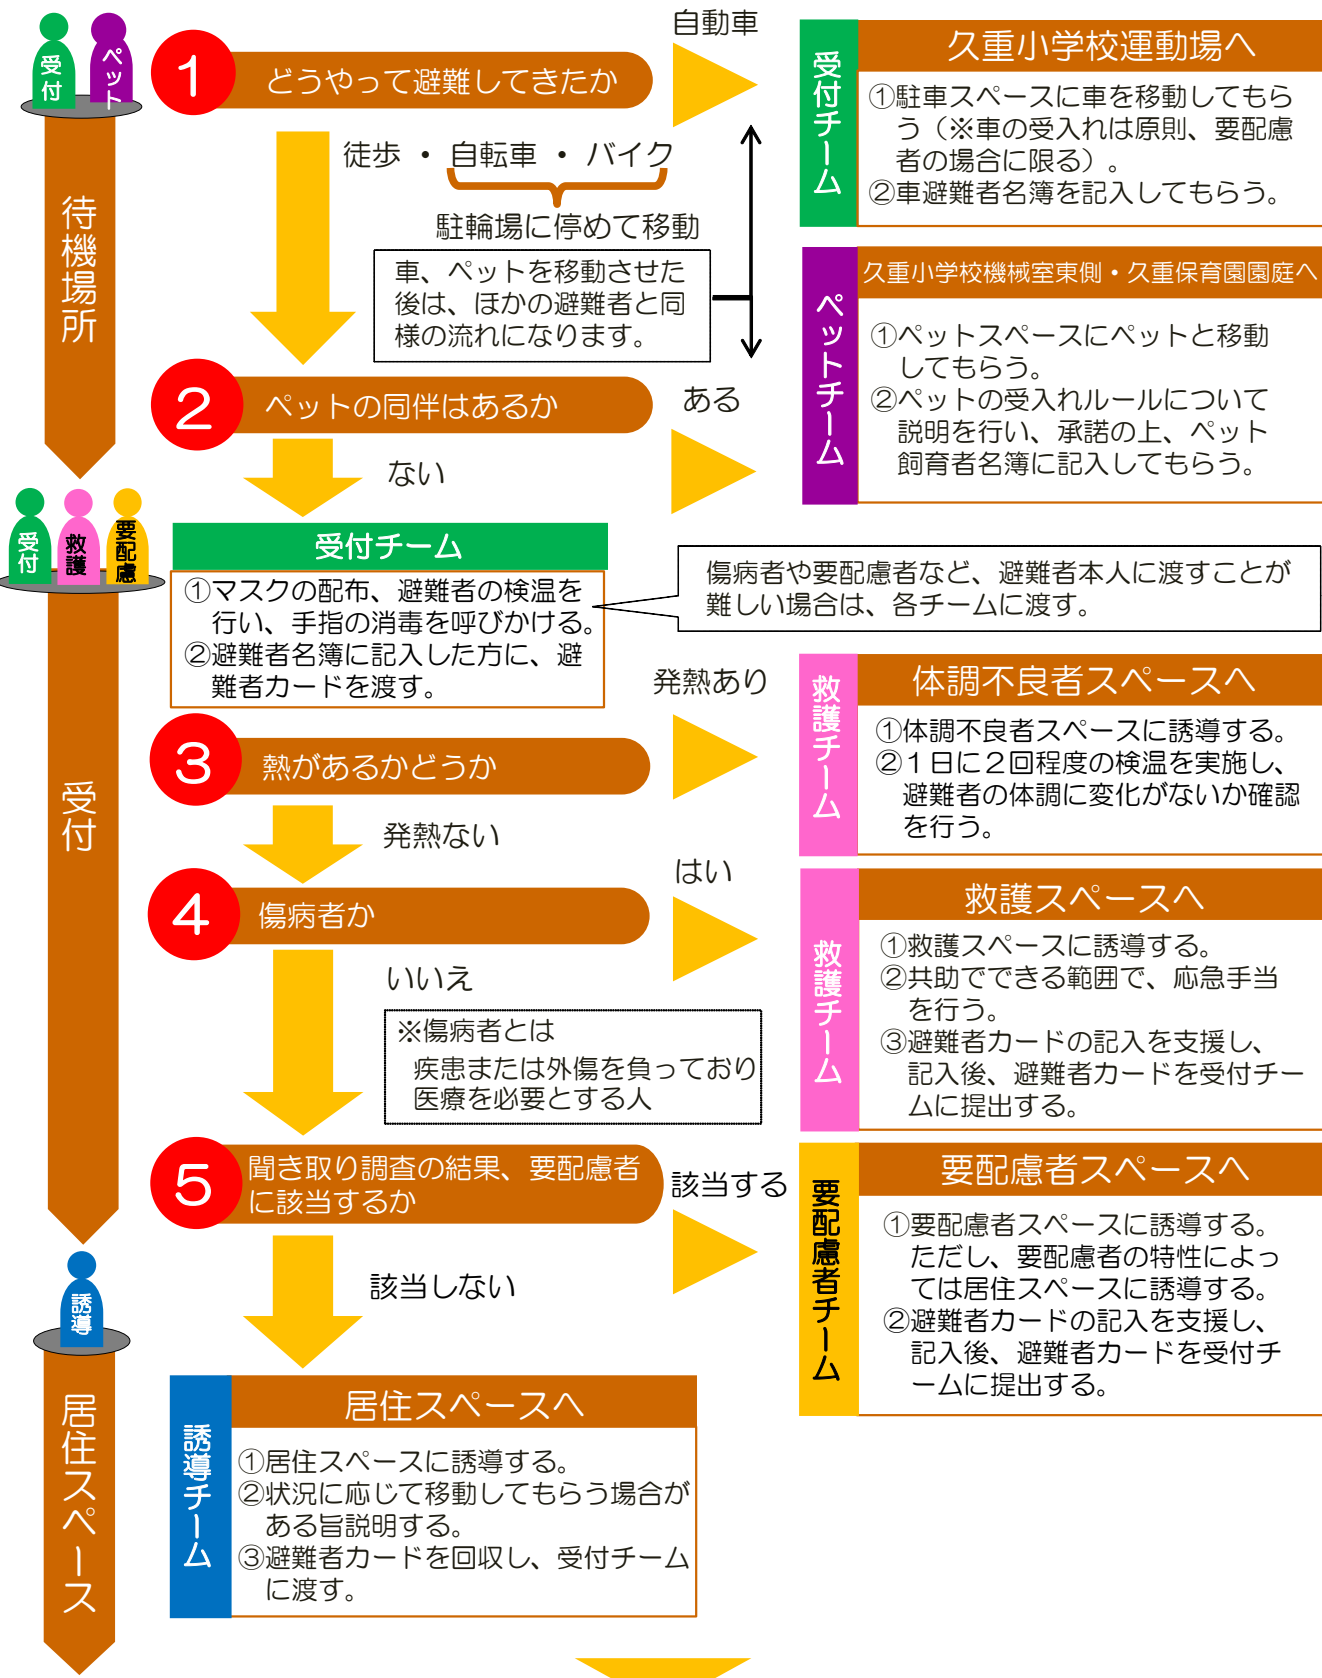 受付
ペット
1
どうやって避難してきたか
自動車
徒歩 ・ 自転車 ・ バイク
駐輪場に停めて移動
車、ペットを移動させた
後は、ほかの避難者と同
様の流れになります。
受付チーム
久重小学校運動場へ
①駐車スペースに車を移動してもら
う（※車の受入れは原則、要配慮
者の場合に限る）。
②車避難者名簿を記入してもらう。
待機場所
2
ペットの同伴はあるか
ある
ない
ペットチーム
久重小学校機械室東側・久重保育園園庭へ
①ペットスペースにペットと移動
してもらう。
②ペットの受入れルールについて
説明を行い、承諾の上、ペット
飼育者名簿に記入してもらう。
受付
救護
要配慮
受付チーム
①マスクの配布、避難者の検温を
行い、手指の消毒を呼びかける。
②避難者名簿に記入した方に、避
難者カードを渡す。
傷病者や要配慮者など、避難者本人に渡すことが
難しい場合は、各チームに渡す。
受付
3
熱があるかどうか
発熱あり
発熱ない
救護チーム
体調不良者スペースへ
①体調不良者スペースに誘導する。
②１日に２回程度の検温を実施し、
避難者の体調に変化がないか確認
を行う。
4
傷病者か
はい
いいえ
※傷病者とは
疾患または外傷を負っており
医療を必要とする人
救護チーム
救護スペースへ
①救護スペースに誘導する。
②共助でできる範囲で、応急手当
を行う。
③避難者カードの記入を支援し、
記入後、避難者カードを受付チー
ムに提出する。
5
聞き取り調査の結果、要配慮者
に該当するか
該当する
該当しない
要配慮者チーム
要配慮者スペースへ
①要配慮者スペースに誘導する。
ただし、要配慮者の特性によっ
ては居住スペースに誘導する。
②避難者カードの記入を支援し、
記入後、避難者カードを受付チ
ームに提出する。
誘導
居住スペース
誘導チーム
居住スペースへ
①居住スペースに誘導する。
②状況に応じて移動してもらう場合が
ある旨説明する。
③避難者カードを回収し、受付チーム
に渡す。